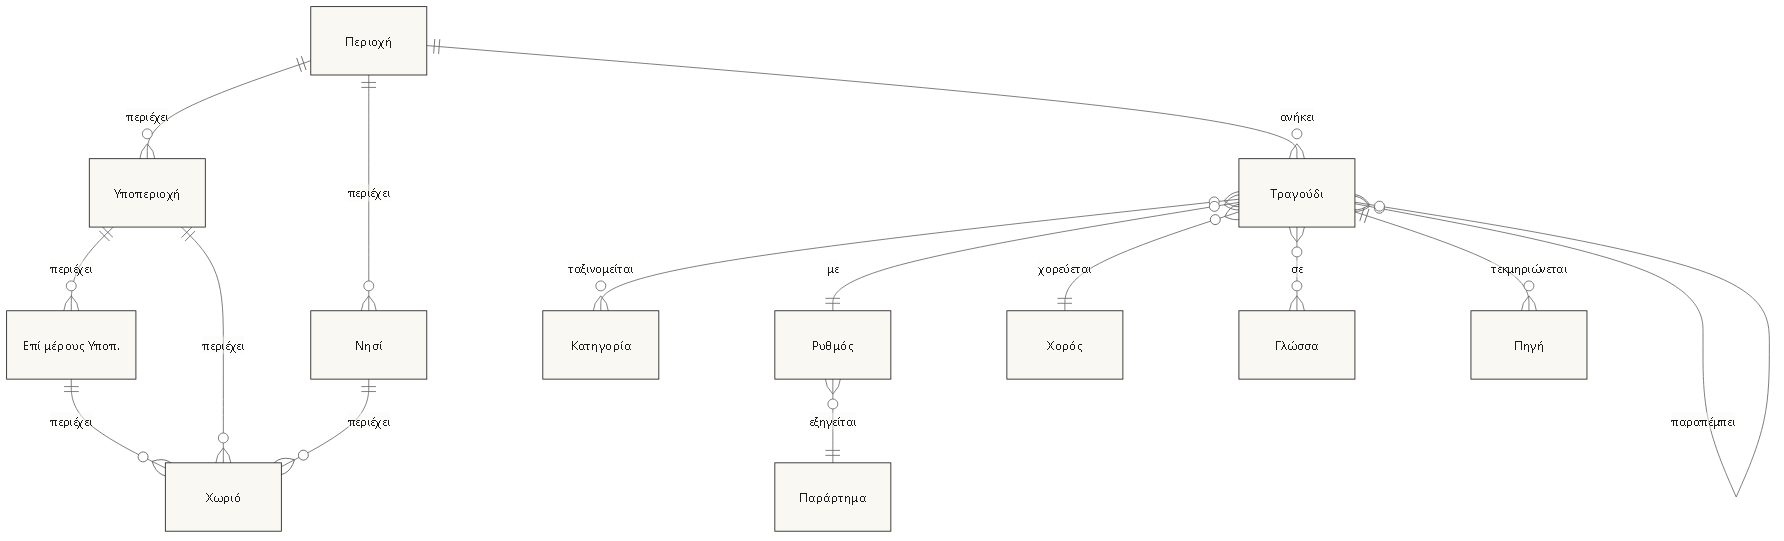 Περιοχή
περιέχει
ανήκει
Υποπεριοχή
περιέχει
Τραγούδι
περιέχει
ταξινομείται
με
χορεύεται
σε
τεκμηριώνεται
Επί μέρους Υποπ.
περιέχει
Νησί
Κατηγορία
Ρυθμός
Χορός
Γλώσσα
Πηγή
περιέχει
περιέχει
εξηγείται
παραπέμπει
Χωριό
Παράρτημα